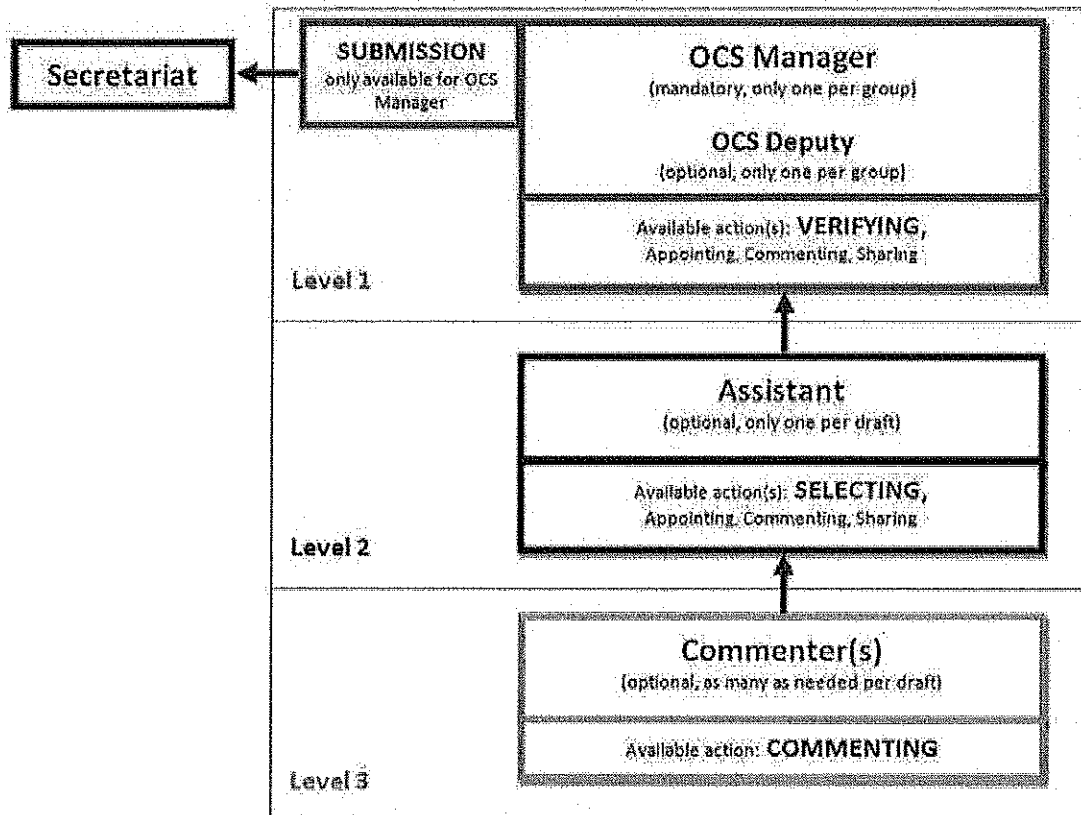 Secretariat
SUBMISSION
only available for OCS
Manager
OCS Manager
(mandatory, only one per group)
OCS Deputy
(optional, only one per group)
Available action(s): VERIFYING,
Appointing, Commenting, Sharing
Level 1
Assistant
(optional, only one per draft)
Available action(s): SELECTING,
Appointing, Commenting, Sharing
Level 2
Commenter(s)
(optional, as many as needed per draft)
Available action: COMMENTING
Level 3